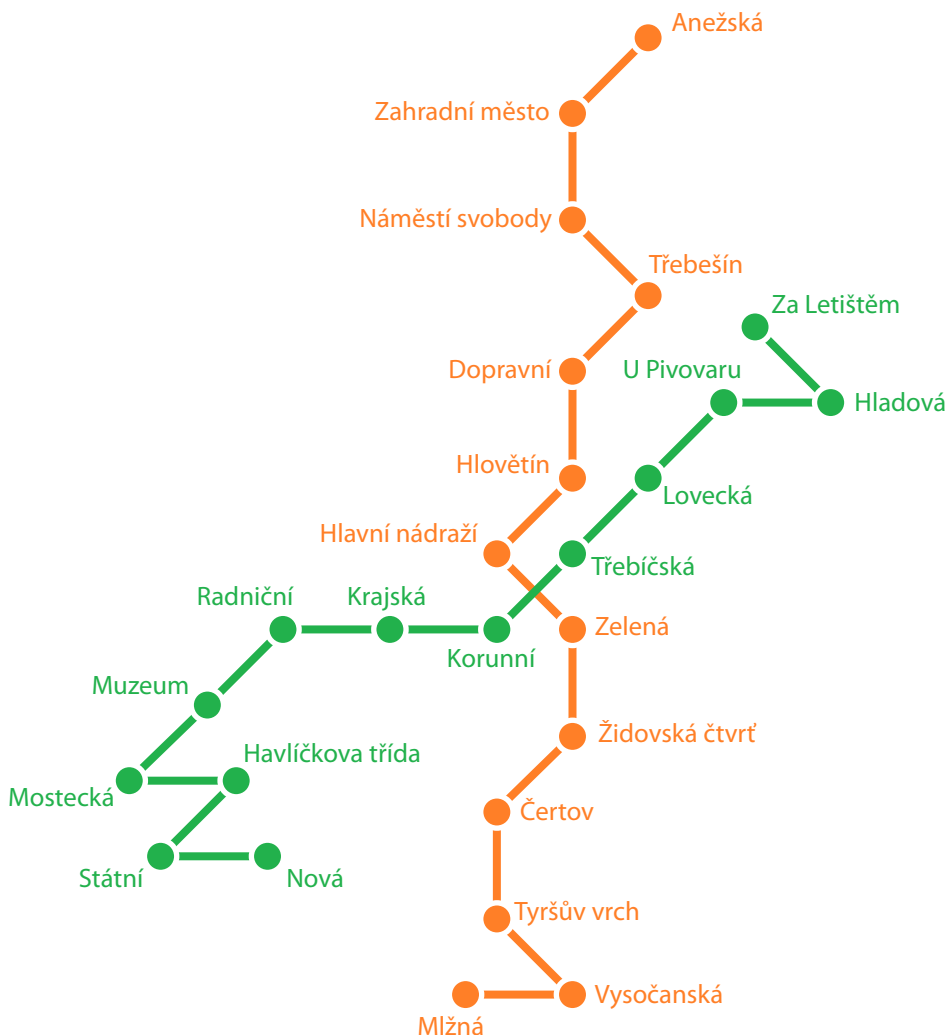 Anežská
Zahradní město
Náměstí svobody
Třebešín
Za Letištěm
Dopravní
U Pivovaru
Hladová
Hlovětín
Lovecká
Hlavní nádraží
Třebíčská
Radniční
Krajská
Korunní
Zelená
Muzeum
Židovská čtvrť
Havlíčkova třída
Mostecká
Čertov
Státní
Nová
Tyršův vrch
Vysočanská
Mlžná